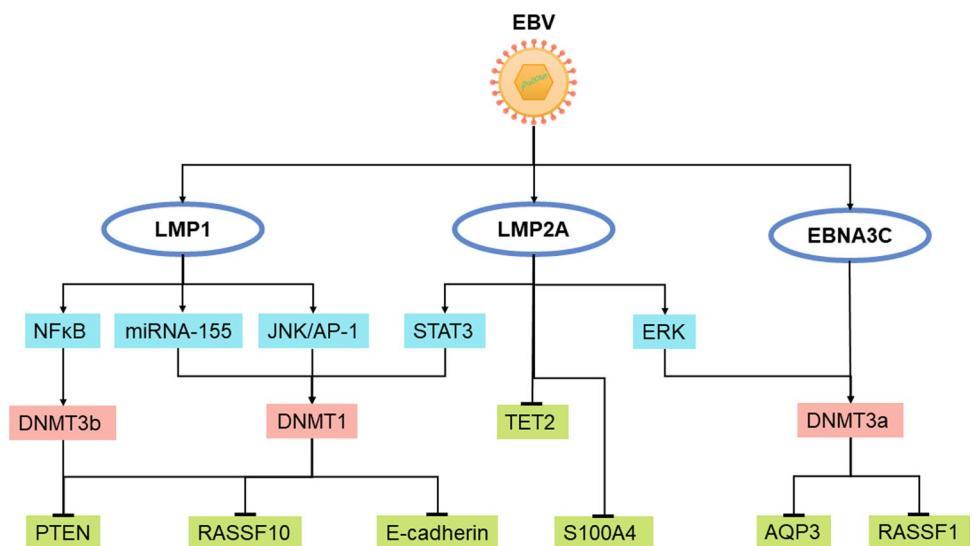 EBV
LMP1
LMP2A
EBNA3C
NFκB
miRNA-155
JNK/AP-1
STAT3
ERK
DNMT3b
DNMT1
TET2
DNMT3a
PTEN
RASSF10
E-cadherin
S100A4
AQP3
RASSF1